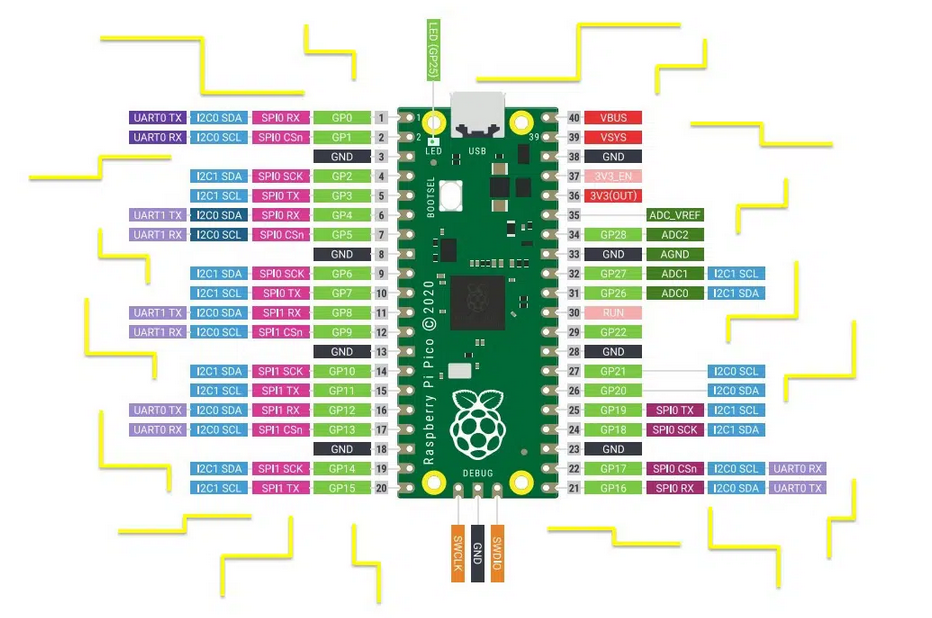 LED (GP25)
UART0 TX I2C0 SDA SPI0 RX GP0 1 1 40 VBUS
UART0 RX I2C0 SCL SPI0 CSn GP1 2 2 39 39 VSYS
LED USB
GND 3 38 GND
I2C1 SDA SPI0 SCK GP2 4 37 3V3_EN
I2C1 SCL SPI0 TX GP3 5 36 3V3(OUT)
BOOTSEL
UART1 TX I2C0 SDA SPI0 RX GP4 6 35 ADC_VREF
UART1 RX I2C0 SCL SPI0 CSn GP5 7 34 GP28 ADC2
GND 8 33 GND AGND
I2C1 SDA SPI0 SCK GP6 9 32 GP27 ADC1 I2C1 SCL
I2C1 SCL SPI0 TX GP7 10 31 GP26 ADC0 I2C1 SDA
UART1 TX I2C0 SDA SPI1 RX GP8 11 30 RUN
UART1 RX I2C0 SCL SPI1 CSn GP9 12 29 GP22
GND 13 28 GND
I2C1 SDA SPI1 SCK GP10 14 27 GP21 I2C0 SCL
I2C1 SCL SPI1 TX GP11 15 26 GP20 I2C0 SDA
UART0 TX I2C0 SDA SPI1 RX GP12 16 25 GP19 SPI0 TX I2C1 SCL
UART0 RX I2C0 SCL SPI1 CSn GP13 17 24 GP18 SPI0 SCK I2C1 SDA
GND 18 23 GND
I2C1 SDA SPI1 SCK GP14 19 22 GP17 SPI0 CSn I2C0 SCL UART0 RX
I2C1 SCL SPI1 TX GP15 20 21 GP16 SPI0 RX I2C0 SDA UART0 TX
Raspberry Pi Pico © 2020
DEBUG
SWCLK GND SWDIO